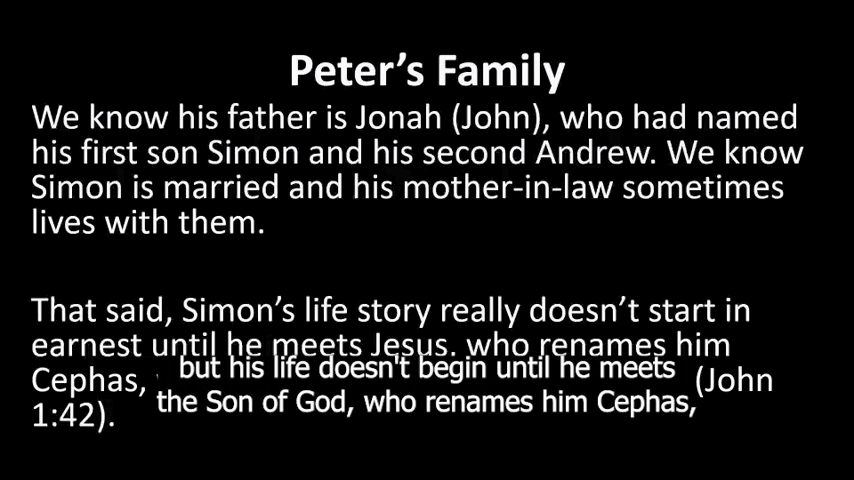 Peter’s Family
We know his father is Jonah (John), who had named
his first son Simon and his second Andrew. We know
Simon is married and his mother-in-law sometimes
lives with them.
That said, Simon’s life story really doesn’t start in
earnest until he meets Jesus. who renames him
Cephas, (John
1:42).
but his life doesn't begin until he meets
the Son of God, who renames him Cephas,